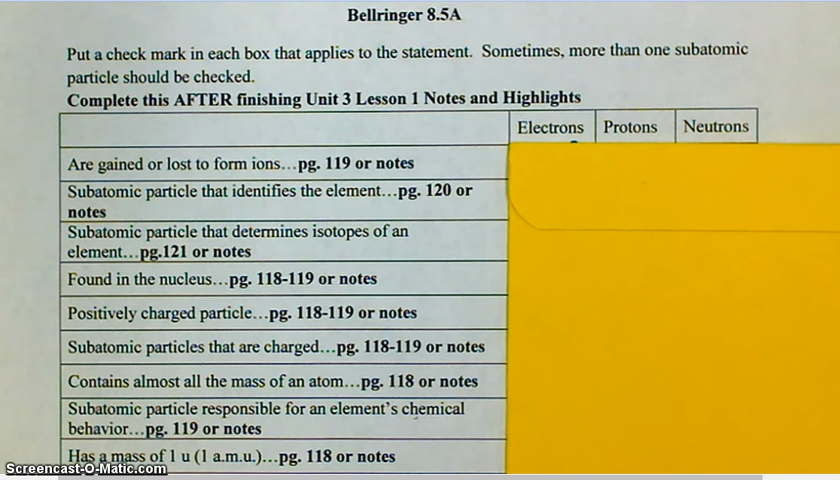 Bellringer 8.5A
Put a check mark in each box that applies to the statement. Sometimes, more than one subatomic
particle should be checked.
Complete this AFTER finishing Unit 3 Lesson 1 Notes and Highlights
Electrons Protons Neutrons
Are gained or lost to form ions…pg. 119 or notes
Subatomic particle that identifies the element…pg. 120 or
notes
Subatomic particle that determines isotopes of an
element…pg.121 or notes
Found in the nucleus…pg. 118-119 or notes
Positively charged particle…pg. 118-119 or notes
Subatomic particles that are charged…pg. 118-119 or notes
Contains almost all the mass of an atom…pg. 118 or notes
Subatomic particle responsible for an element's chemical
behavior…pg. 119 or notes
Has a mass of 1 u (1 a.m.u.)…pg. 118 or notes
Screencast-O-Matic.com